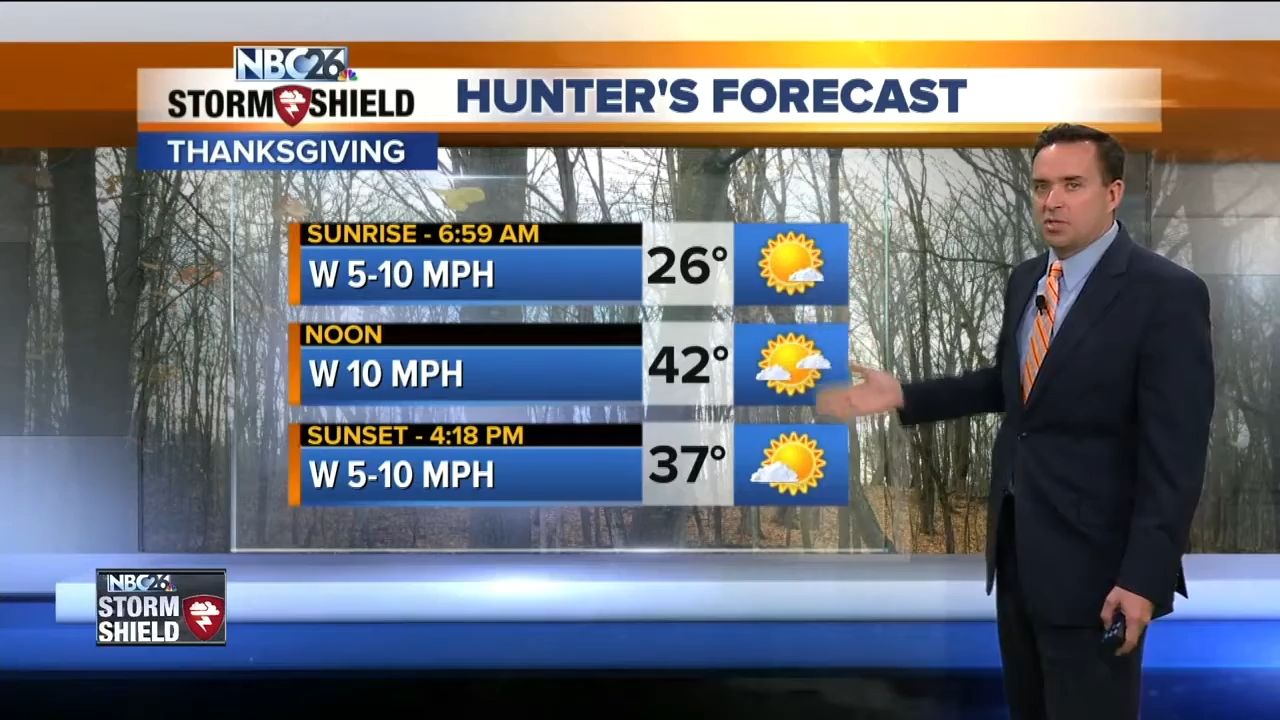 NBC26
STORM SHIELD
HUNTER'S FORECAST
THANKSGIVING
SUNRISE - 6:59 AM
W 5-10 MPH
26°
NOON
W 10 MPH
42°
SUNSET - 4:18 PM
W 5-10 MPH
37°
NBC26
STORM
SHIELD